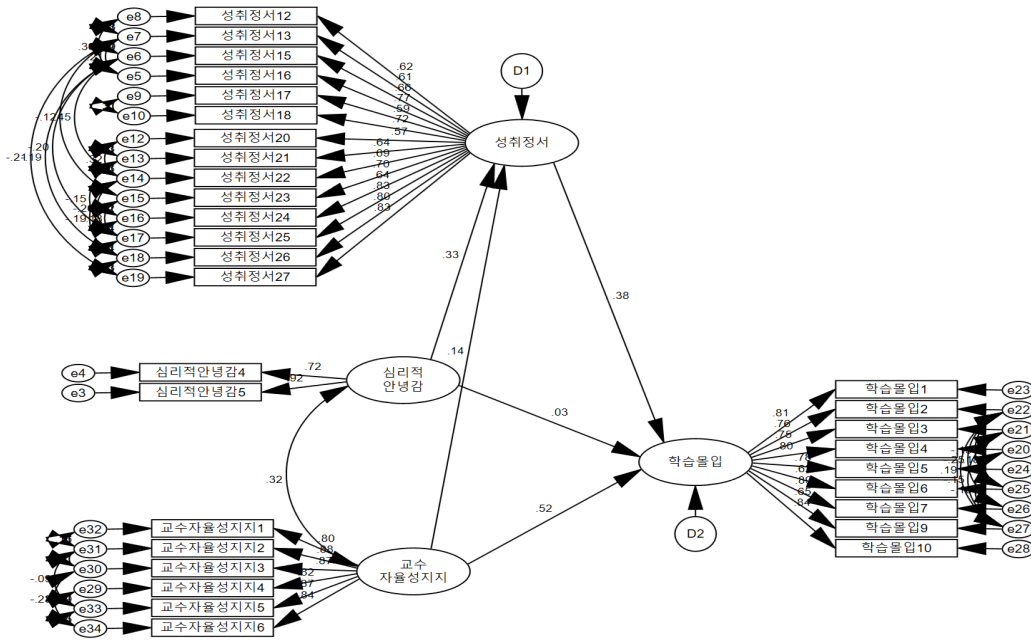 e8 성취정서12
e7 성취정서13
e6 성취정서15
e5 성취정서16
e9 성취정서17
e10 성취정서18
e12 성취정서20
e13 성취정서21
e14 성취정서22
e15 성취정서23
e16 성취정서24
e17 성취정서25
e18 성취정서26
e19 성취정서27
.62
.61
.66
.77
.59
.72
.57
.64
.69
.70
.64
.83
.80
.83
D1
성취정서
-.20
.33
.38
.14
e4 심리적안녕감4 .72
e3 심리적안녕감5
심리적
안녕감
.03
.32
.52
학습몰입
D2
.81
.76
.75
.80
.65
.84
학습몰입1 e23
학습몰입2 e22
학습몰입3 e21
학습몰입4 e20
학습몰입5 e24
학습몰입6 e25
학습몰입7 e26
학습몰입9 e27
학습몰입10 e28
.19
e32 교수자율성지지1 .80
e31 교수자율성지지2
e30 교수자율성지지3 .87
e29 교수자율성지지4
e33 교수자율성지지5
e34 교수자율성지지6 .84
교수
자율성지지